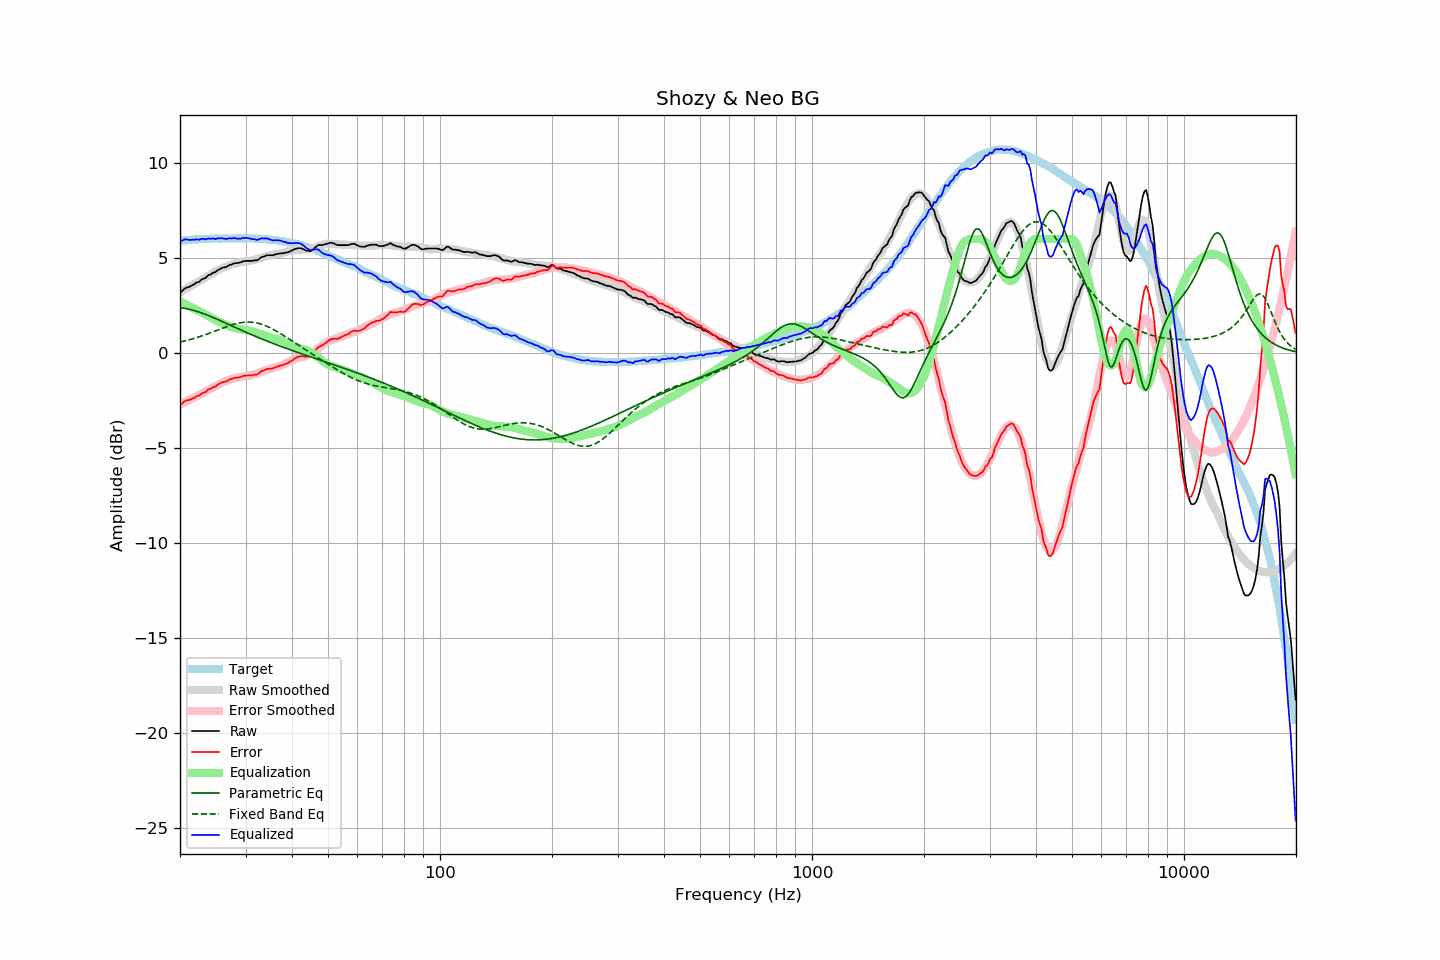 Shozy & Neo BG
10
5
0
−5
−10
−15
−20
−25
Amplitude (dBr)
Target
Raw Smoothed
Error Smoothed
Raw
Error
Equalization
Parametric Eq
Fixed Band Eq
Equalized
100
1000
10000
Frequency (Hz)